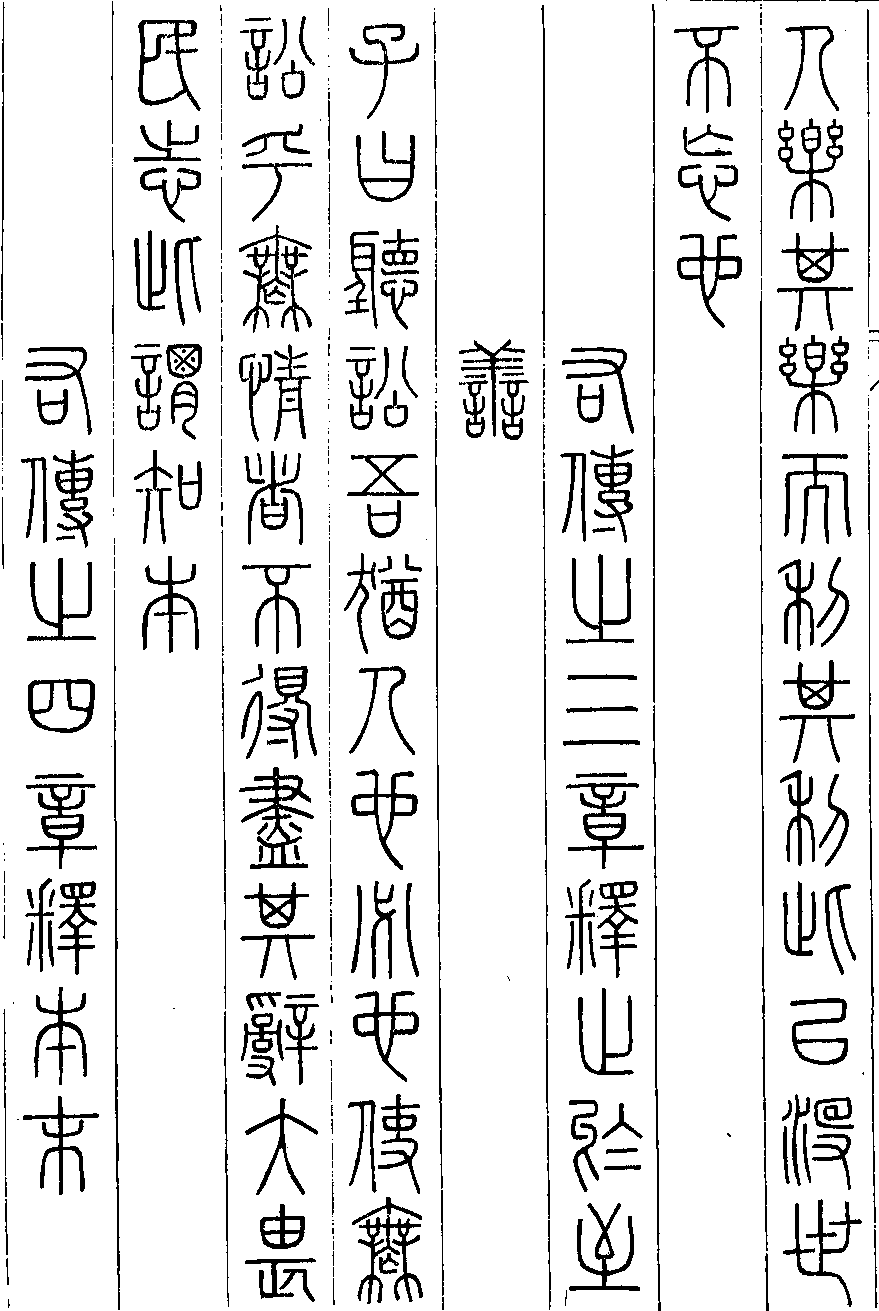 人樂其樂而利其利此以沒世
不忘也
右傳之三章釋止於至
善
子曰聽訟吾猶人也必也使無
訟乎無情者不得盡其辭大畏
民志此謂知本
右傳之四章釋本末